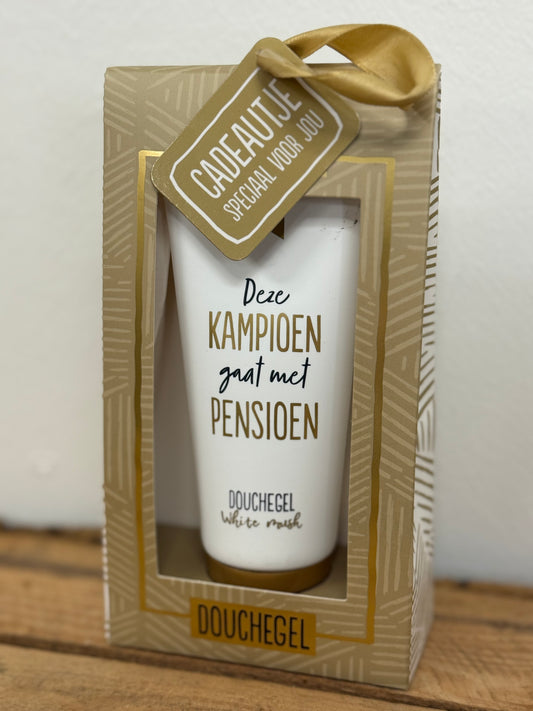 CADEAUTJE
SPECIAAL VOOR JOU
Deze
KAMPIOEN
gaat met
PENSIOEN
DOUCHEGEL
White musk
DOUCHEGEL